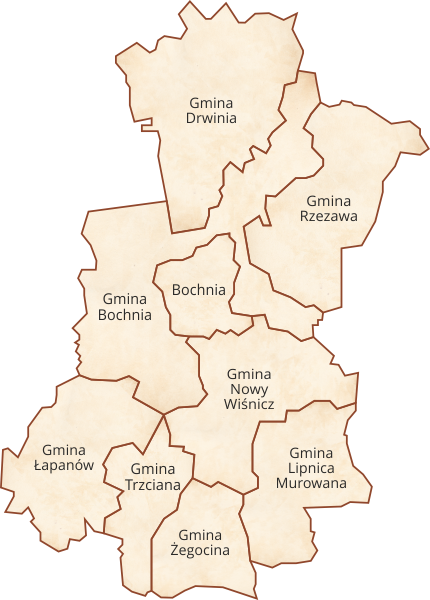 Gmina
Drwinia
Gmina
Rzezawa
Bochnia
Gmina
Bochnia
Gmina
Nowy
Wiśnicz
Gmina
Łapanów
Gmina
Trzciana
Gmina
Lipnica
Murowana
Gmina
Żegocina